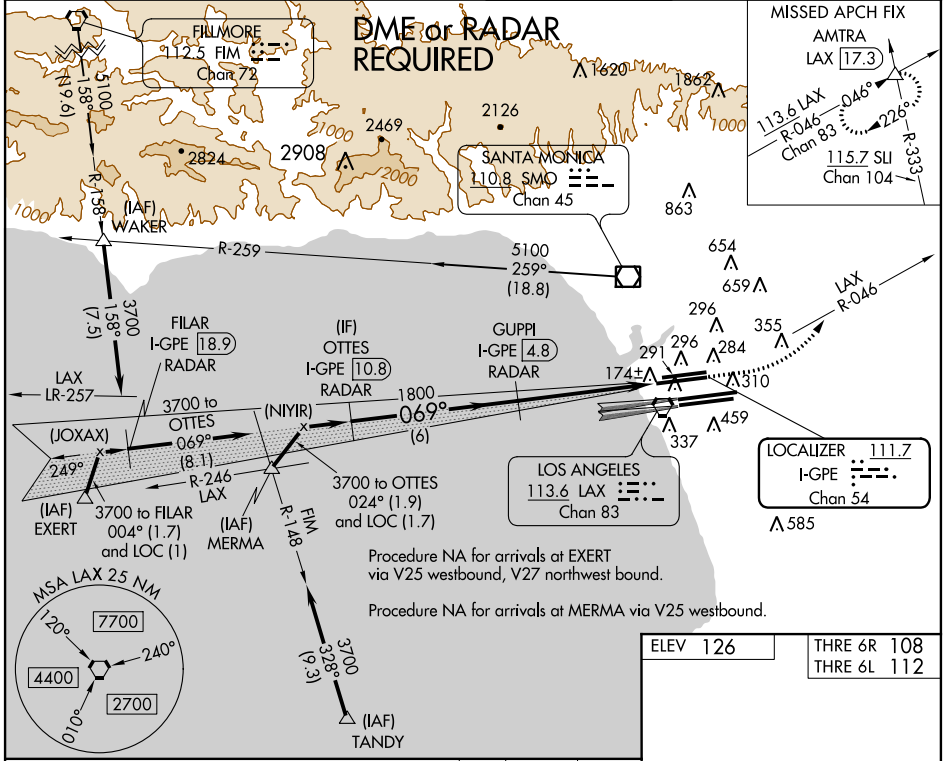 DME or RADAR
REQUIRED
FILLMORE
112.5 FIM
Chan 72
5100
158°
(19.6)
R-158
1620
1862
2126
2469
2824
2908
1000
2000
1000
1000
MISSED APCH FIX
AMTRA
LAX 17.3
113.6 LAX
R-046
Chan 83
046°
226°
R-333
115.7 SLI
Chan 104
SANTA MONICA
110.8 SMO
Chan 45
863
(IAF)
WAKER
R-259
5100
259°
(18.8)
654
659
LAX
R-046
3700
158°
(7.5)
FILAR
I-GPE 18.9
RADAR
(IF)
OTTES
I-GPE 10.8
RADAR
GUPPI
I-GPE 4.8
RADAR
296
355
291
296
284
174±
310
LAX
LR-257
3700 to
OTTES
069°
(8.1)
(NIYIR)
1800
069°
(6)
(JOXAX)
249°
R-246
LAX
337
459
(IAF)
EXERT
3700 to FILAR
004° (1.7)
and LOC (1)
(IAF)
MERMA
FIM
R-148
3700 to OTTES
024° (1.9)
and LOC (1.7)
LOS ANGELES
113.6 LAX
Chan 83
LOCALIZER 111.7
I-GPE
Chan 54
585
Procedure NA for arrivals at EXERT
via V25 westbound, V27 northwest bound.
Procedure NA for arrivals at MERMA via V25 westbound.
MSA LAX 25 NM
120°
7700
240°
4400
2700
010°
3700
328°
(9.3)
(IAF)
TANDY
ELEV 126
THRE 6R 108
THRE 6L 112